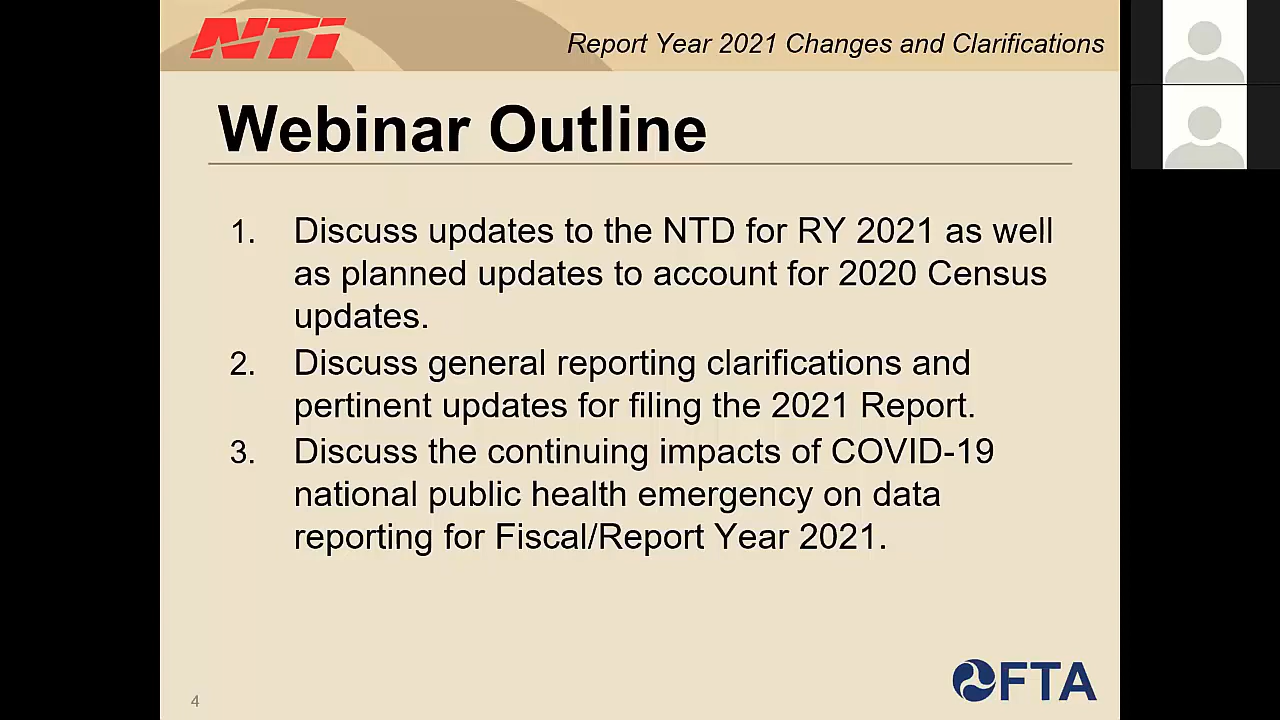 NTI
Report Year 2021 Changes and Clarifications
Webinar Outline
1. Discuss updates to the NTD for RY 2021 as well
as planned updates to account for 2020 Census
updates.
2. Discuss general reporting clarifications and
pertinent updates for filing the 2021 Report.
3. Discuss the continuing impacts of COVID-19
national public health emergency on data
reporting for Fiscal/Report Year 2021.
4
FTA